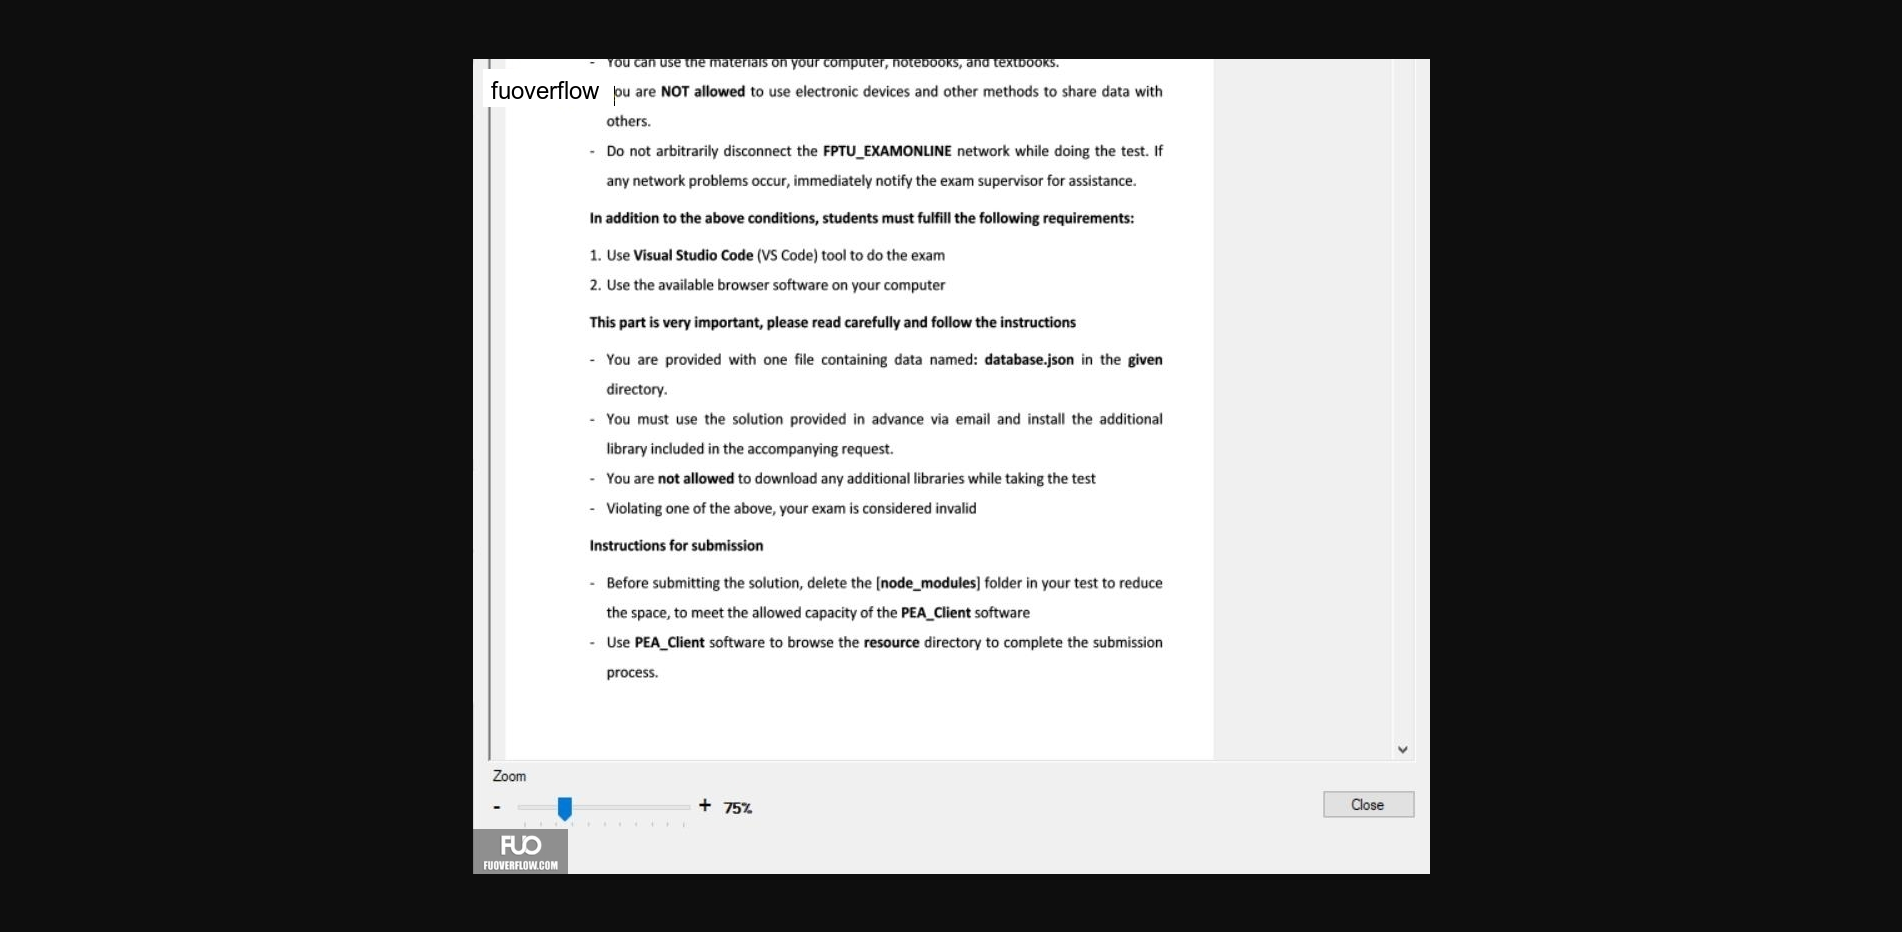 - You can use the materials on your computer, notebooks, and textbooks.
fuoverflow
ou are NOT allowed to use electronic devices and other methods to share data with
others.
- Do not arbitrarily disconnect the FPTU_EXAMONLINE network while doing the test. If
any network problems occur, immediately notify the exam supervisor for assistance.
In addition to the above conditions, students must fulfill the following requirements:
1. Use Visual Studio Code (VS Code) tool to do the exam
2. Use the available browser software on your computer
This part is very important, please read carefully and follow the instructions
- You are provided with one file containing data named: database.json in the given
directory.
- You must use the solution provided in advance via email and install the additional
library included in the accompanying request.
- You are not allowed to download any additional libraries while taking the test
- Violating one of the above, your exam is considered invalid
Instructions for submission
- Before submitting the solution, delete the [node_modules] folder in your test to reduce
the space, to meet the allowed capacity of the PEA_Client software
- Use PEA_Client software to browse the resource directory to complete the submission
process.
Zoom
- + 75%
Close
FUO
FUOVERFLOW.COM